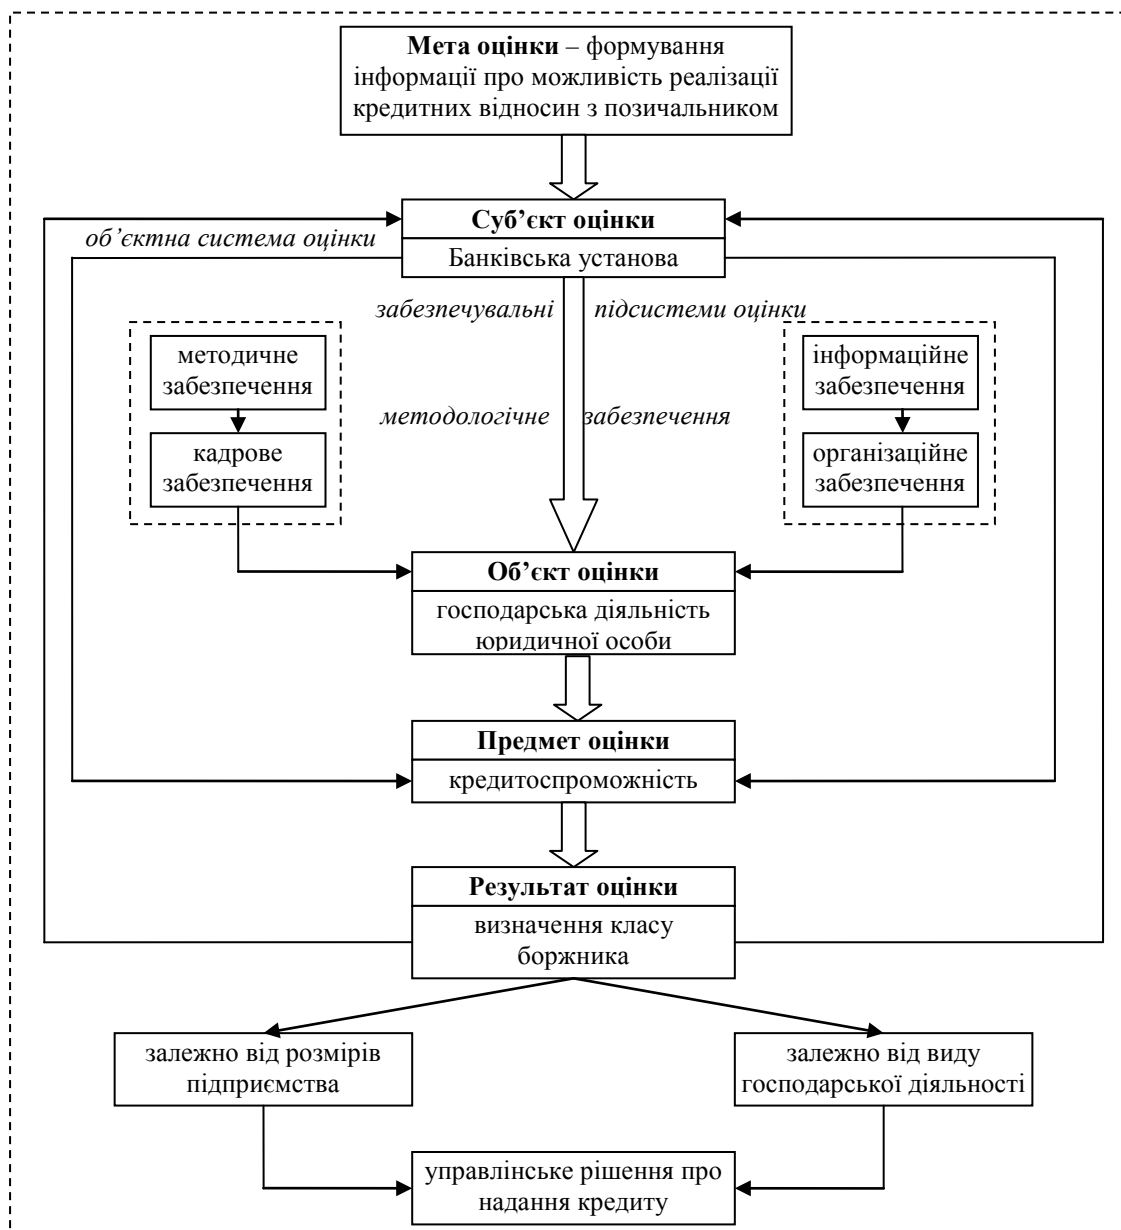 Мета оцінки – формування
інформації про можливість реалізації
кредитних відносин з позичальником
Суб’єкт оцінки
об’єктна система оцінки
Банківська установа
забезпечувальні підсистеми оцінки
методичне
забезпечення
інформаційне
забезпечення
методологічне забезпечення
кадрове
забезпечення
організаційне
забезпечення
Об’єкт оцінки
господарська діяльність
юридичної особи
Предмет оцінки
кредитоспроможність
Результат оцінки
визначення класу
боржника
залежно від розмірів
підприємства
залежно від виду
господарської діяльності
управлінське рішення про
надання кредиту